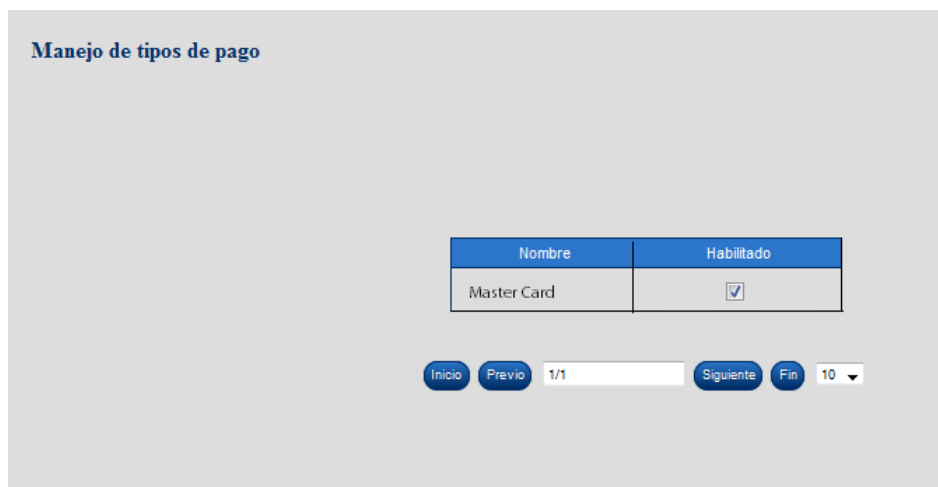 Manejo de tipos de pago
Nombre Habilitado
Master Card
Inicio Previo 1/1 Siguiente Fin 10